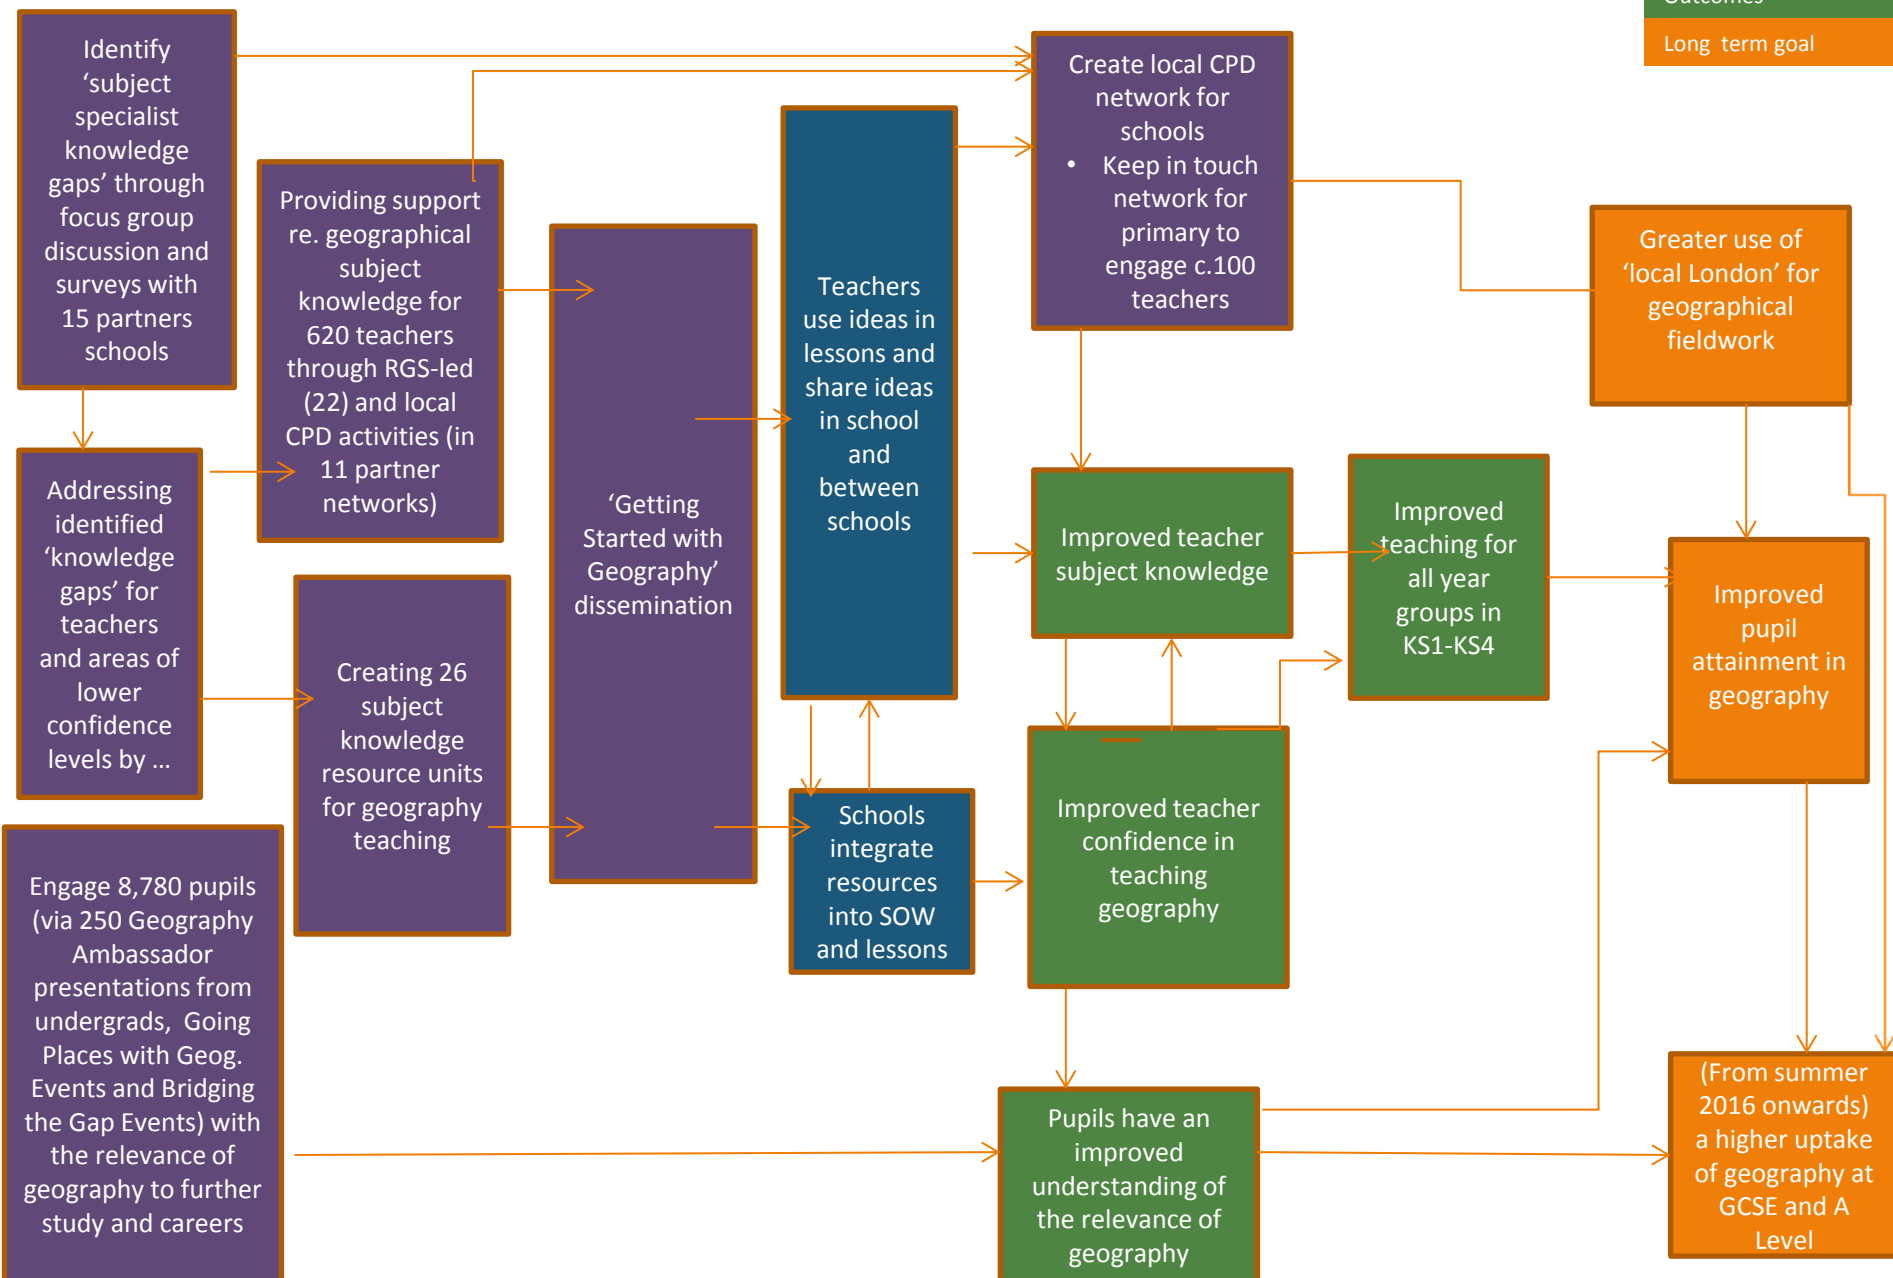 Outcomes
Long term goal
Identify
‘subject
specialist
knowledge
gaps’ through
focus group
discussion and
surveys with
15 partners
schools
Addressing
identified
‘knowledge
gaps’ for
teachers
and areas of
lower
confidence
levels by ...
Engage 8,780 pupils
(via 250 Geography
Ambassador
presentations from
undergrads, Going
Places with Geog.
Events and Bridging
the Gap Events) with
the relevance of
geography to further
study and careers
Providing support
re. geographical
subject
knowledge for
620 teachers
through RGS-led
(22) and local
CPD activities (in
11 partner
networks)
Creating 26
subject
knowledge
resource units
for geography
teaching
‘Getting
Started with
Geography’
dissemination
Teachers
use ideas in
lessons and
share ideas
in school
and
between
schools
Schools
integrate
resources
into SOW
and lessons
Create local CPD
network for
schools
• Keep in touch
network for
primary to
engage c.100
teachers
Improved teacher
subject knowledge
Improved teacher
confidence in
teaching
geography
Pupils have an
improved
understanding of
the relevance of
geography
Improved
teaching for
all year
groups in
KS1-KS4
Greater use of
‘local London’ for
geographical
fieldwork
Improved
pupil
attainment in
geography
(From summer
2016 onwards)
a higher uptake
of geography at
GCSE and A
Level